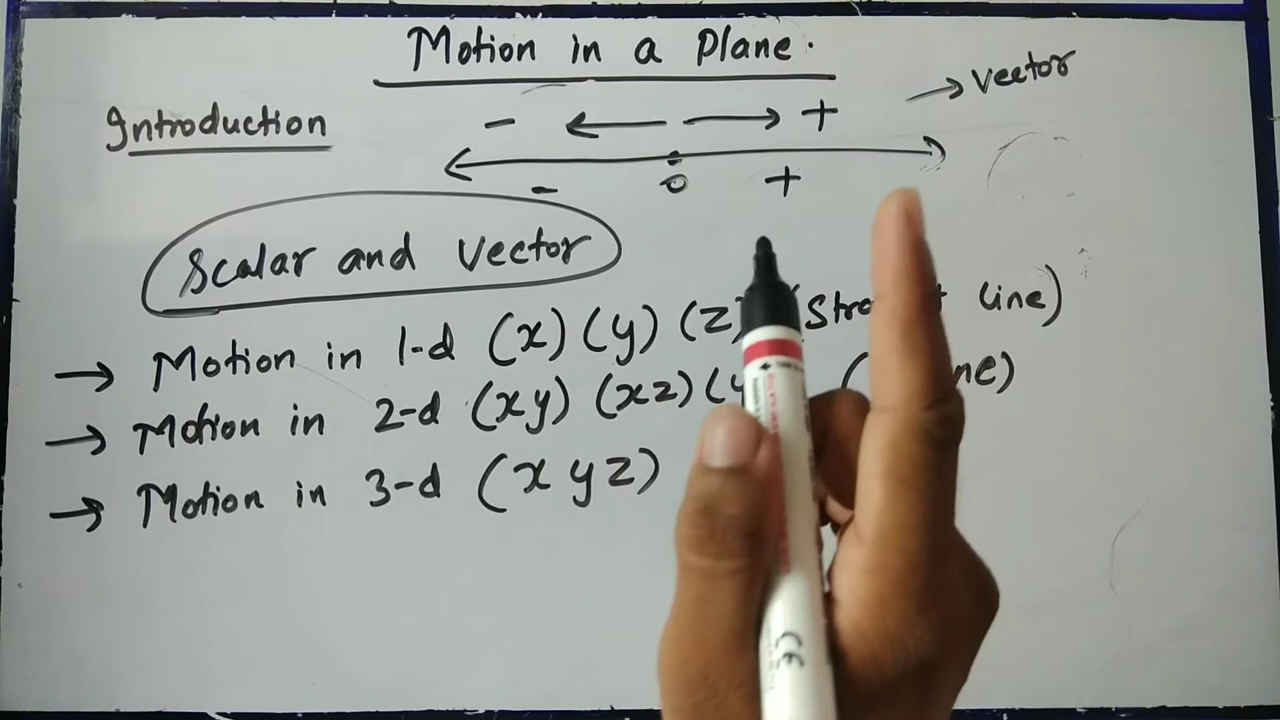 Motion in a Plane.
→ Vector
Introduction
- ← → +
- 0 +
Scalar and Vector
→ Motion in 1-d (x) (y) (z) line)
→ Motion in 2-d (xy) (xz)
→ Motion in 3-d (x y z)
CE